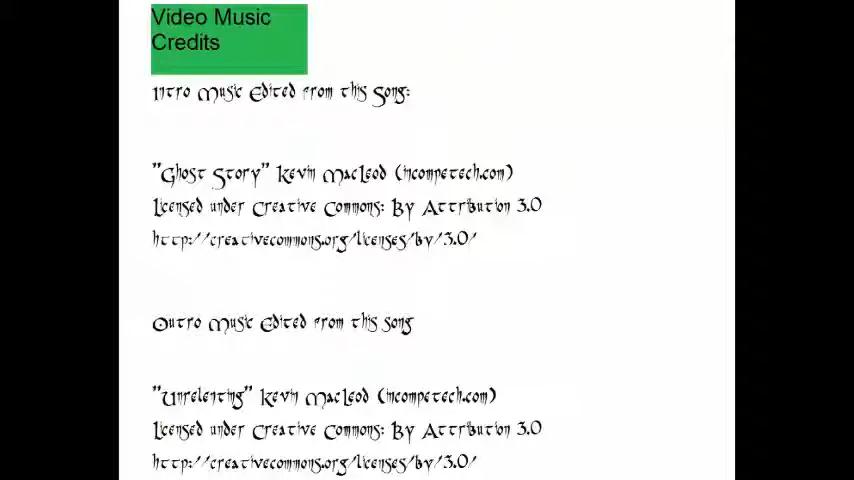 Video Music
Credits
Intro Music Edited from this Song:
"Ghost Story" Kevin MacLeod (incompetech.com)
Licensed under Creative Commons: By Attribution 3.0
http://creativecommons.org/licenses/by/3.0/
Outro Music Edited from this song
"Unrelenting" Kevin MacLeod (incompetech.com)
Licensed under Creative Commons: By Attribution 3.0
http://creativecommons.org/licenses/by/3.0/